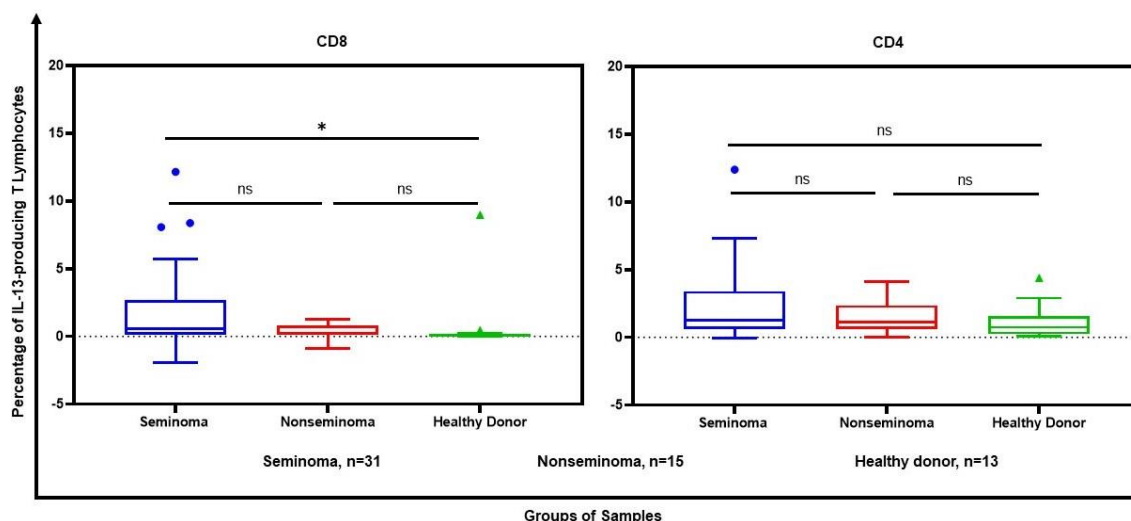 Percentage of IL-13-producing T Lymphocytes
CD8
20
15
10
5
0
-5
*
ns
ns
Seminoma
Nonseminoma
Healthy Donor
CD4
20
15
10
5
0
-5
ns
ns
ns
Seminoma
Nonseminoma
Healthy Donor
Seminoma, n=31
Nonseminoma, n=15
Healthy donor, n=13
Groups of Samples